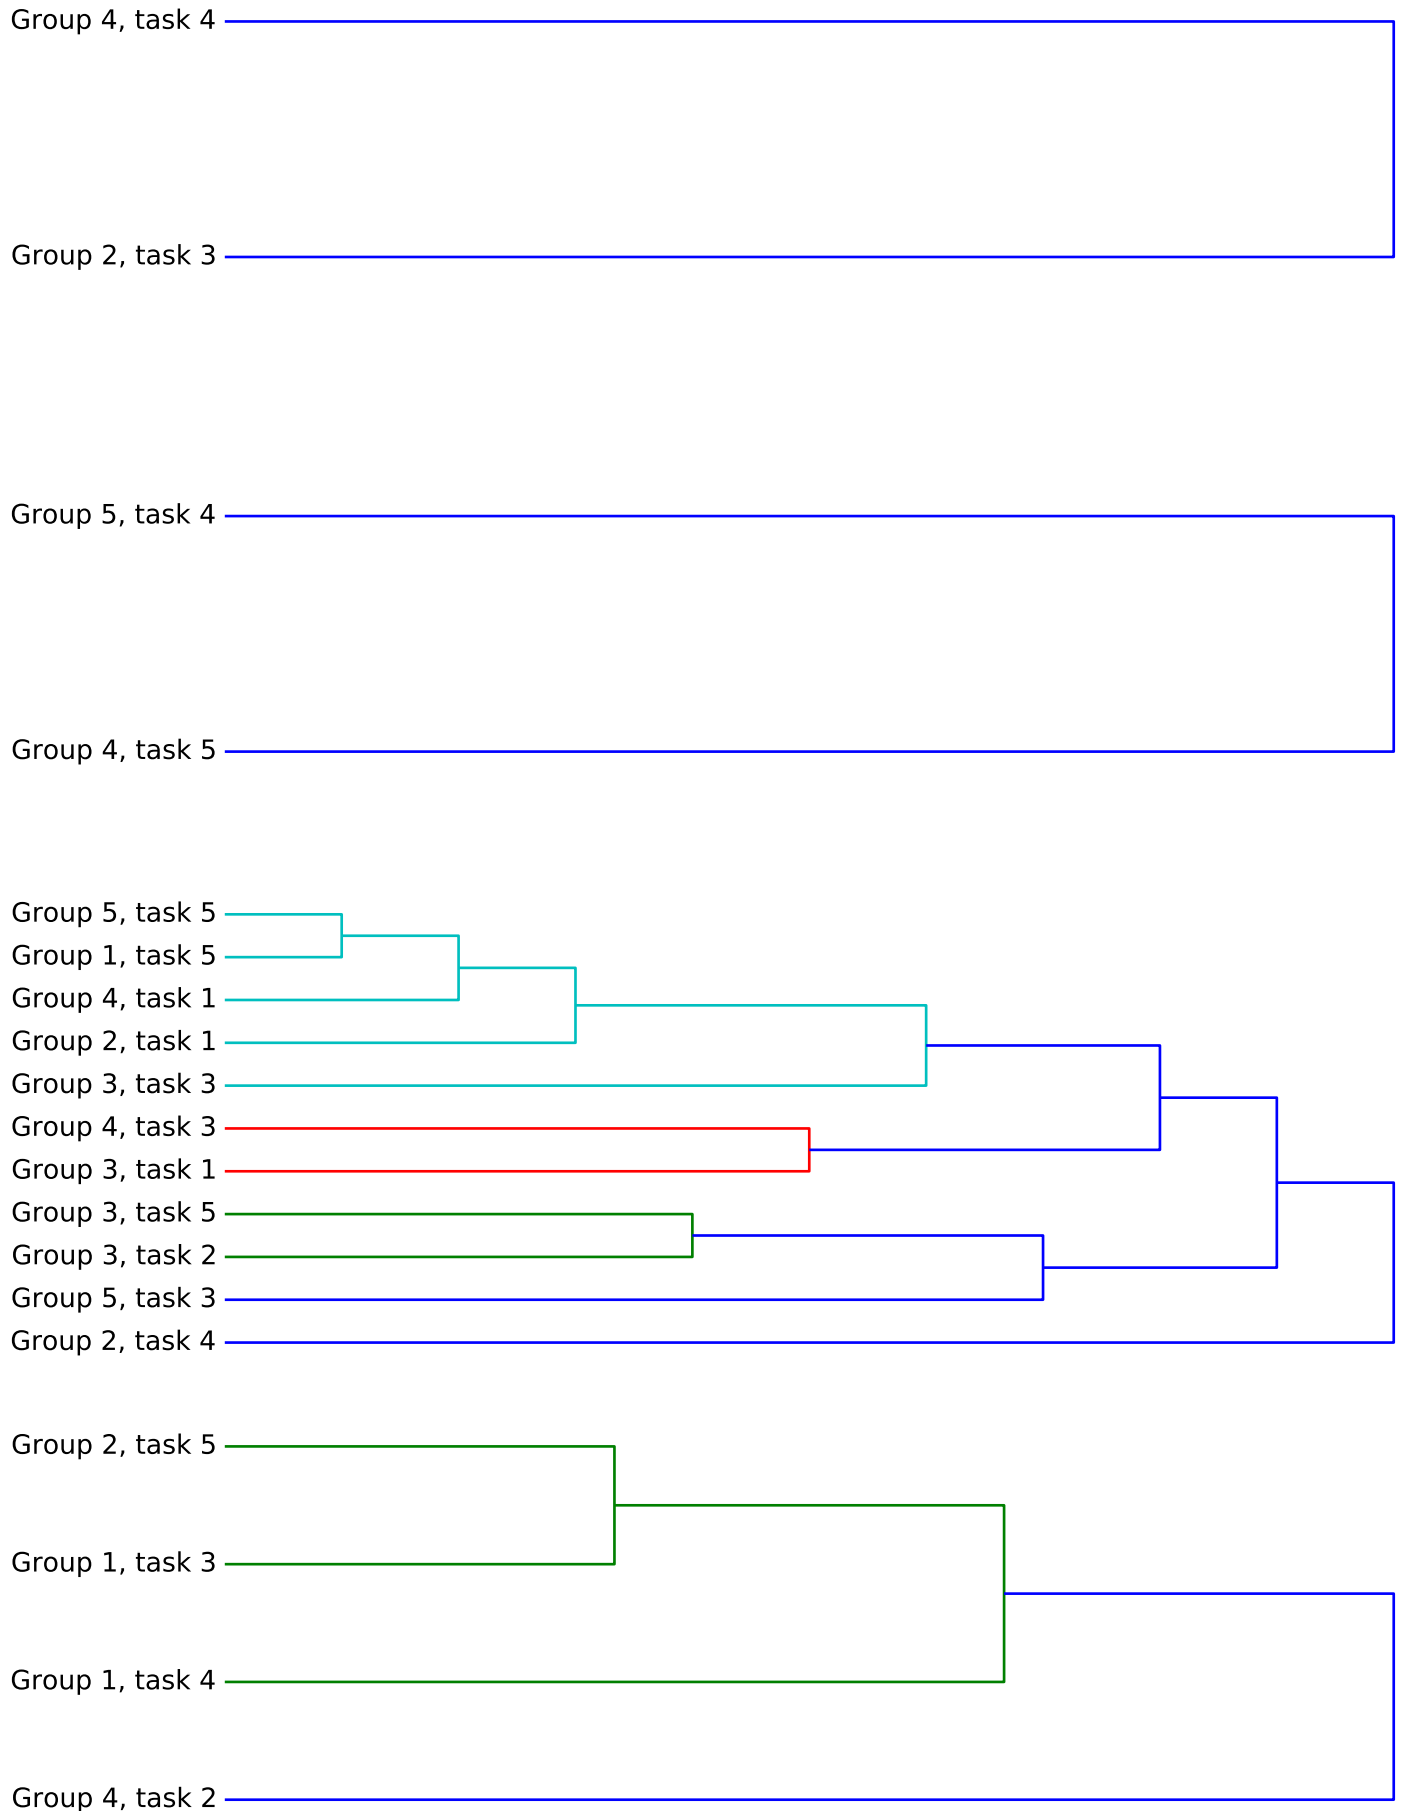 Group 4, task 4
Group 2, task 3
Group 5, task 4
Group 4, task 5
Group 5, task 5
Group 1, task 5
Group 4, task 1
Group 2, task 1
Group 3, task 3
Group 4, task 3
Group 3, task 1
Group 3, task 5
Group 3, task 2
Group 5, task 3
Group 2, task 4
Group 2, task 5
Group 1, task 3
Group 1, task 4
Group 4, task 2